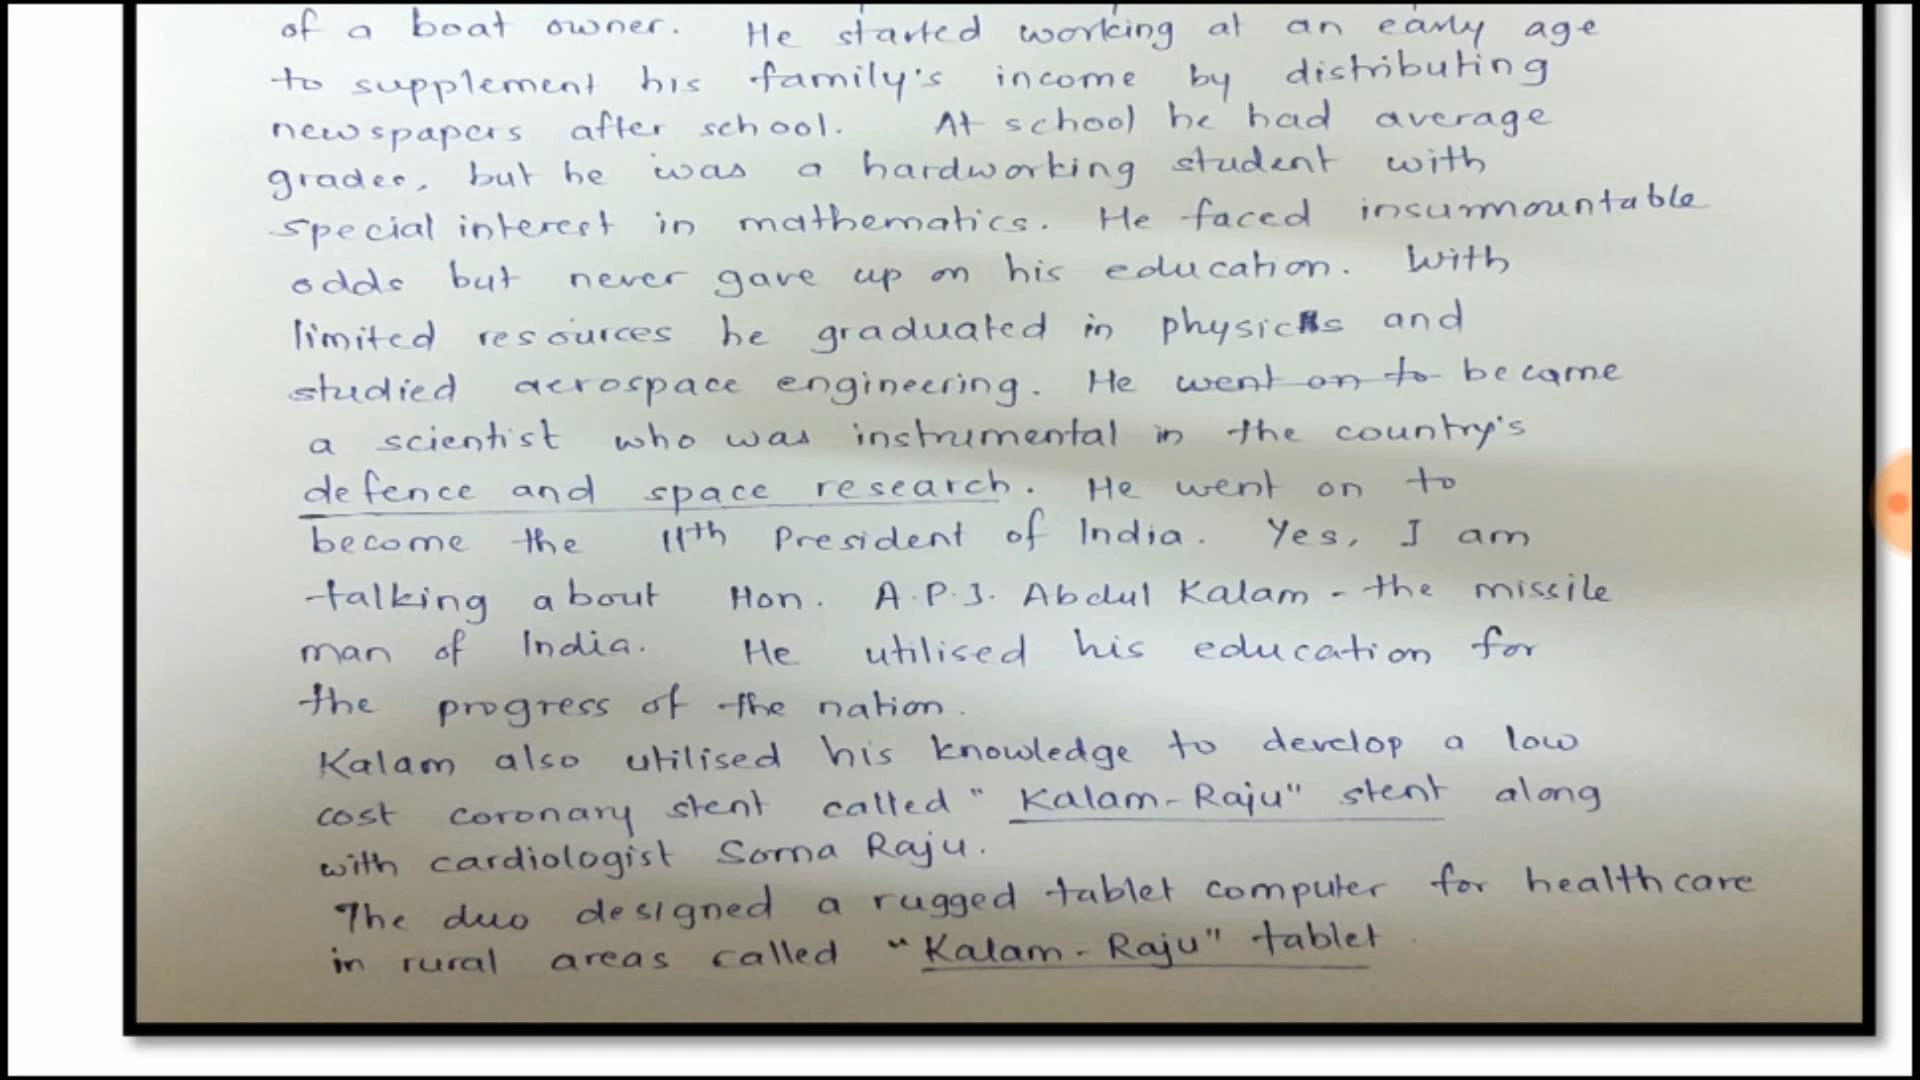 of a boat owner. He started working at an early age
to supplement his family's income by distributing
newspapers after school. At school he had average
grades, but he was a hardworking student with
special interest in mathematics. He faced insurmountable
odds but never gave up on his education. With
limited resources he graduated in physics and
studied aerospace engineering. He went on to became
a scientist who was instrumental in the country's
defence and space research. He went on to
become the 11th President of India. Yes, I am
talking about Hon. A.P.J. Abdul Kalam - the missile
man of India. He utilised his education for
the progress of the nation.
Kalam also utilised his knowledge to develop a low
cost coronary stent called "Kalam-Raju" stent along
with cardiologist Soma Raju.
The duo designed a rugged tablet computer for healthcare
in rural areas called "Kalam-Raju" tablet.